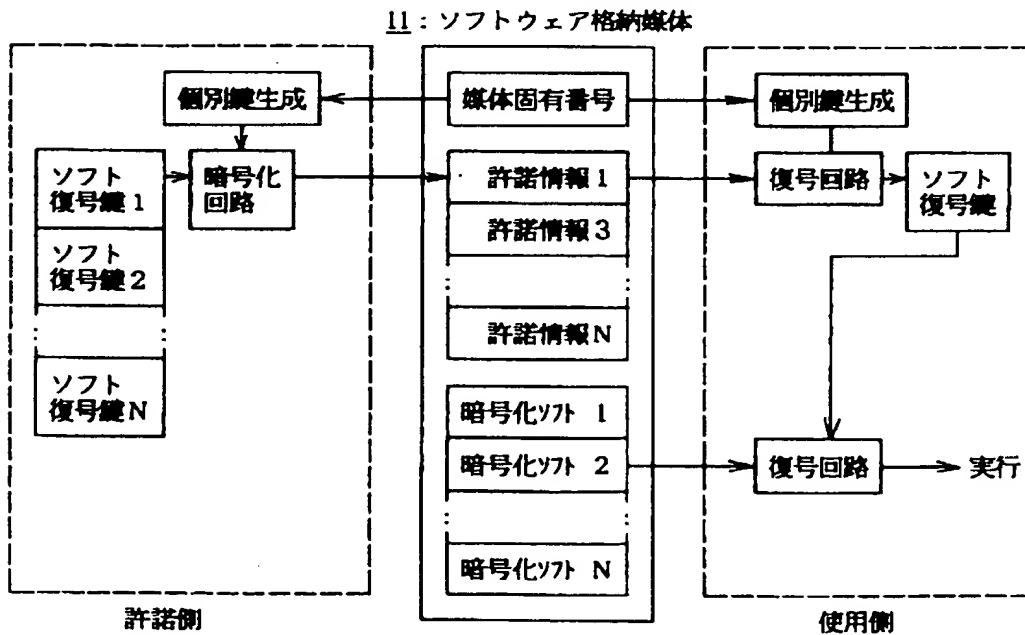 11：ソフトウェア格納媒体
個別鍵生成
ソフト
復号鍵1
ソフト
復号鍵2
ソフト
復号鍵N
暗号化
回路
許諾側
媒体固有番号
許諾情報1
許諾情報3
許諾情報N
暗号化ｿﾌﾄ 1
暗号化ｿﾌﾄ 2
暗号化ｿﾌﾄ N
個別鍵生成
復号回路
ソフト
復号鍵
復号回路
実行
使用側